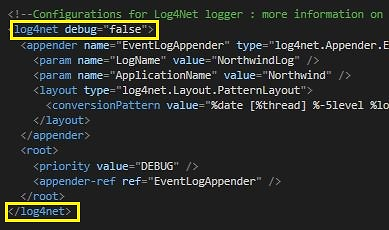 <!--Configurations for Log4Net logger : more information on
<log4net debug="false">
<appender name="EventLogAppender" type="log4net.Appender.E
<param name="LogName" value="NorthwindLog" />
<param name="ApplicationName" value="Northwind" />
<layout type="log4net.Layout.PatternLayout">
<conversionPattern value="%date [%thread] %-5level %lo
</layout>
</appender>
<root>
<priority value="DEBUG" />
<appender-ref ref="EventLogAppender" />
</root>
</log4net>